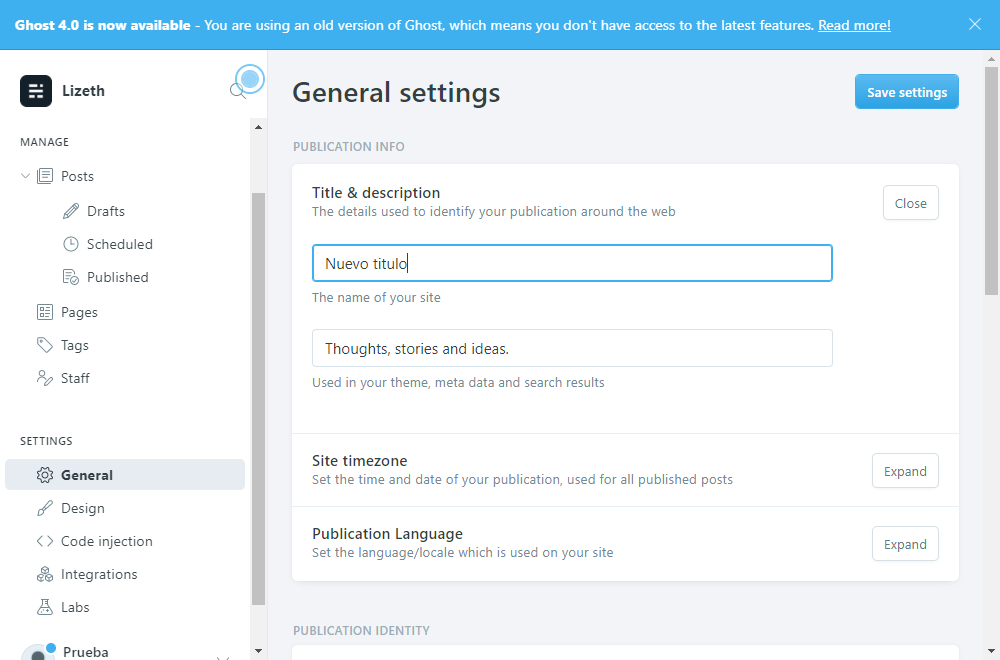 Ghost 4.0 is now available - You are using an old version of Ghost, which means you don't have access to the latest features. Read more!
Lizeth
MANAGE
Posts
Drafts
Scheduled
Published
Pages
Tags
Staff
SETTINGS
General
Design
Code injection
Integrations
Labs
Prueba
General settings
Save settings
PUBLICATION INFO
Title & description
The details used to identify your publication around the web
Close
Nuevo titulo
The name of your site
Thoughts, stories and ideas.
Used in your theme, meta data and search results
Site timezone
Set the time and date of your publication, used for all published posts
Expand
Publication Language
Set the language/locale which is used on your site
Expand
PUBLICATION IDENTITY